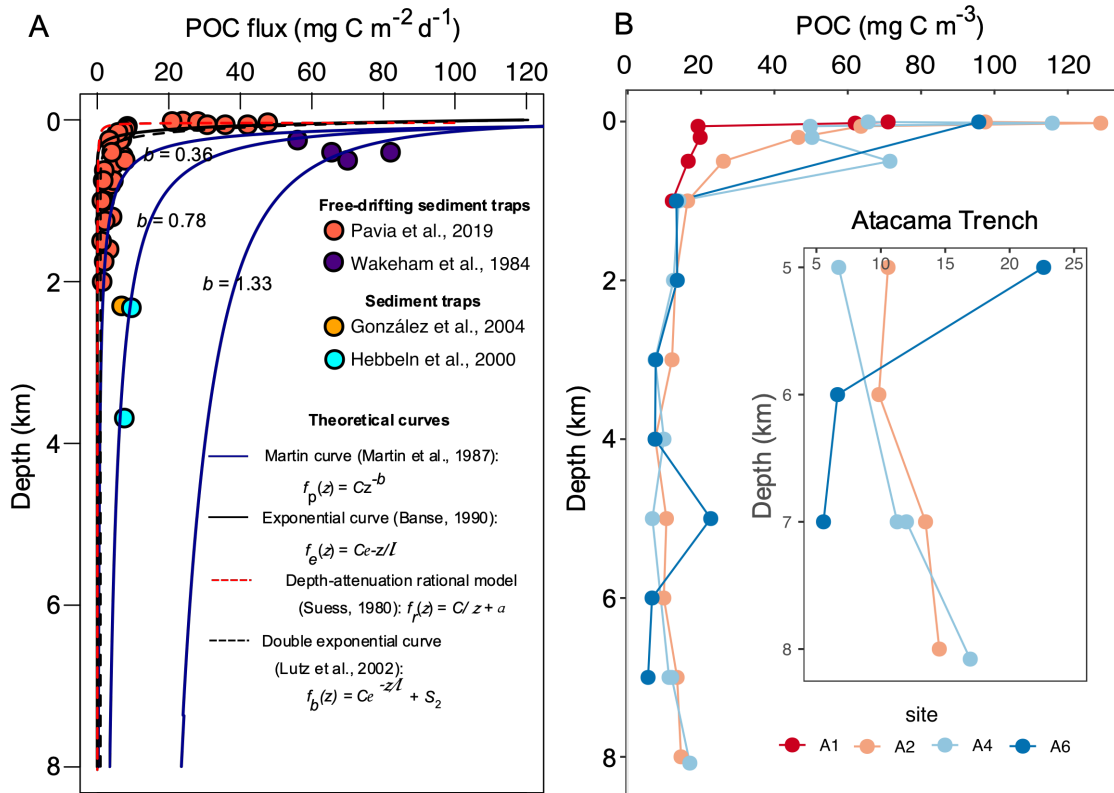 A
POC flux (mg C m⁻² d⁻¹)
0 20 40 60 80 100 120
0
2
4
6
8
Depth (km)
b = 0.36
b = 0.78
b = 1.33
Free-drifting sediment traps
Pavia et al., 2019
Wakeham et al., 1984
Sediment traps
González et al., 2004
Hebbeln et al., 2000
Theoretical curves
Martin curve (Martin et al., 1987):
fp(z) = Cz⁻ᵇ
Exponential curve (Banse, 1990):
fe(z) = Ce-z/l
Depth-attenuation rational model
(Suess, 1980): fr(z) = C/ z + a
Double exponential curve
(Lutz et al., 2002):
fb(z) = Ce -z/l + S₂
B
POC (mg C m⁻³)
0 20 40 60 80 100 120
0
2
4
6
8
Depth (km)
Atacama Trench
5 10 15 20 25
5
6
7
8
Depth (km)
site
A1 A2 A4 A6